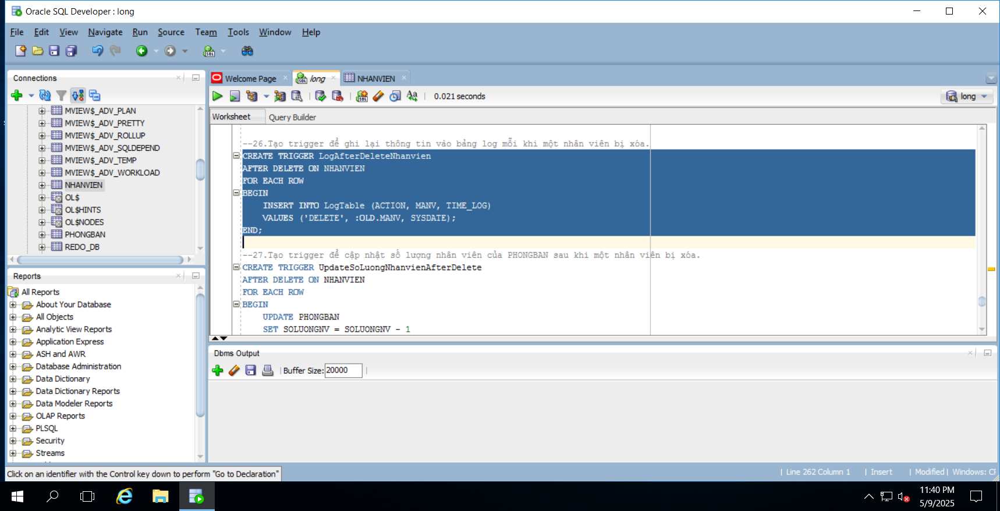 Oracle SQL Developer : long
File Edit View Navigate Run Source Team Tools Window Help
Connections
MVIEW$_ADV_PLAN
MVIEW$_ADV_PRETTY
MVIEW$_ADV_ROLLUP
MVIEW$_ADV_SQLDEPEND
MVIEW$_ADV_TEMP
MVIEW$_ADV_WORKLOAD
NHANVIEN
OL$
OL$HINTS
OL$NODES
PHONGBAN
REDO_DB
Reports
All Reports
About Your Database
All Objects
Analytic View Reports
Application Express
ASH and AWR
Database Administration
Data Dictionary
Data Dictionary Reports
Data Modeler Reports
OLAP Reports
PLSQL
Security
Streams
Welcome Page long NHANVIEN
0.021 seconds long
Worksheet Query Builder
--26.Tạo trigger để ghi lại thông tin vào bảng log mỗi khi một nhân viên bị xóa.
CREATE TRIGGER LogAfterDeleteNhanvien
AFTER DELETE ON NHANVIEN
FOR EACH ROW
BEGIN
INSERT INTO LogTable (ACTION, MANV, TIME_LOG)
VALUES ('DELETE', :OLD.MANV, SYSDATE);
END;
--27.Tạo trigger để cập nhật số lượng nhân viên của PHONGBAN sau khi một nhân viên bị xóa.
CREATE TRIGGER UpdateSoLuongNhanvienAfterDelete
AFTER DELETE ON NHANVIEN
FOR EACH ROW
BEGIN
UPDATE PHONGBAN
SET SOLUONGNV = SOLUONGNV - 1
Dbms Output
Buffer Size: 20000
Click on an identifier with the Control key down to perform "Go to Declaration"
| Line 262 Column 1 | Insert | Modified | Windows: CR
11:40 PM
5/9/2025